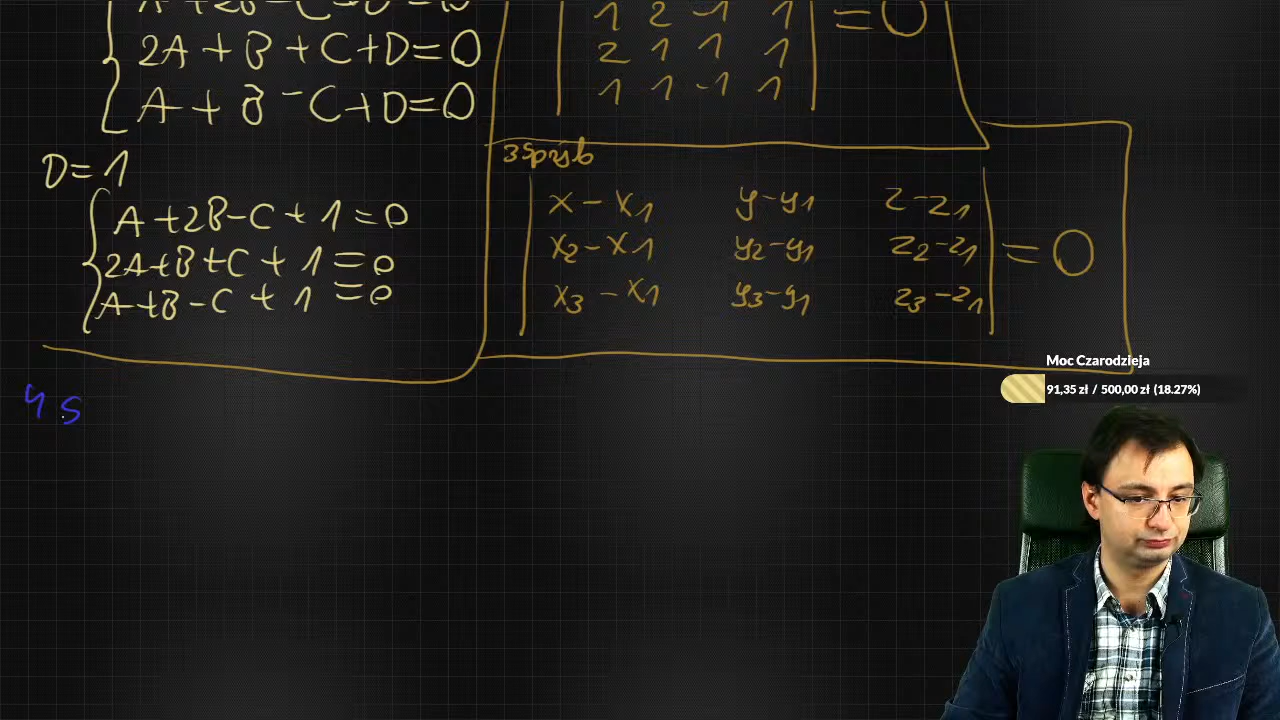 A+2B-C+D=0
2A+B+C+D=0
A+B-C+D=0
D=1
A+2B-C+1=0
2A+B+C+1=0
A+B-C+1=0
1 2 -1 1 =0
2 1 1 1
1 1 -1 1
3 Sposób
x-x1 y-y1 z-z1
x2-x1 y2-y1 z2-z1 =0
x3-x1 y3-y1 z3-z1
4 s
Moc Czarodzieja
91,35 zł / 500,00 zł (18.27%)